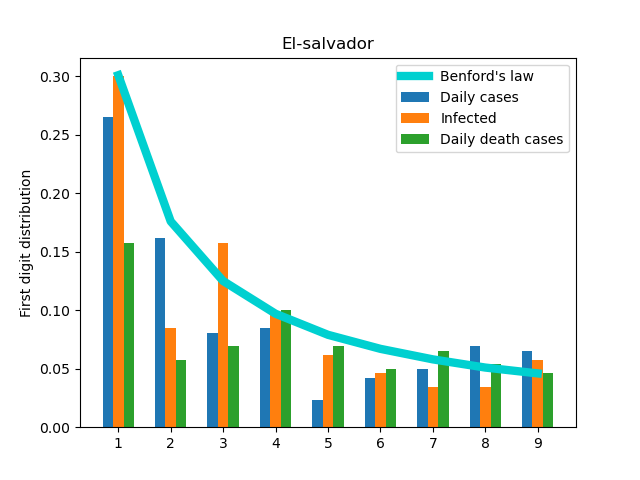 El-salvador
Benford's law
Daily cases
Infected
Daily death cases
First digit distribution
0.30
0.25
0.20
0.15
0.10
0.05
0.00
1 2 3 4 5 6 7 8 9